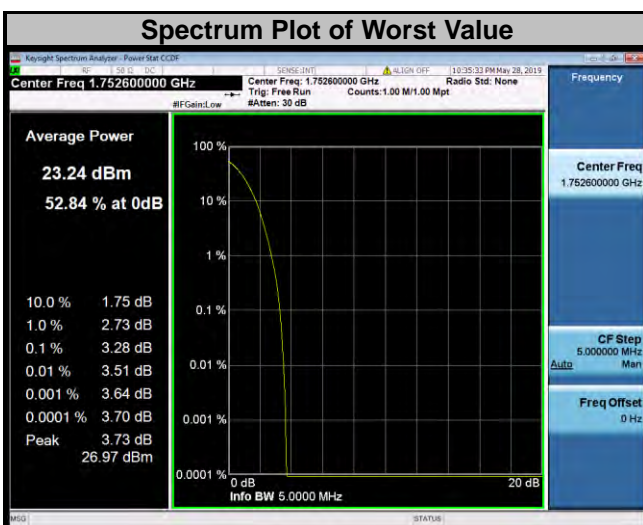 Spectrum Plot of Worst Value
Keysight Spectrum Analyzer - Power Stat CCDF
RF 50 Ω DC SENSE:INT ALIGN OFF 10:35:33 PM May 28, 2019
Center Freq 1.752600000 GHz
Center Freq: 1.752600000 GHz Radio Std: None
Trig: Free Run Counts:1.00 M/1.00 Mpt
#IFGain:Low #Atten: 30 dB
Frequency
Average Power
23.24 dBm
52.84 % at 0dB
10.0 % 1.75 dB
1.0 % 2.73 dB
0.1 % 3.28 dB
0.01 % 3.51 dB
0.001 % 3.64 dB
0.0001 % 3.70 dB
Peak 3.73 dB
26.97 dBm
100 %
10 %
1 %
0.1 %
0.01 %
0.001 %
0.0001 %
0 dB 20 dB
Info BW 5.0000 MHz
Center Freq
1.752600000 GHz
CF Step
5.000000 MHz
Auto Man
Freq Offset
0 Hz
MSG STATUS